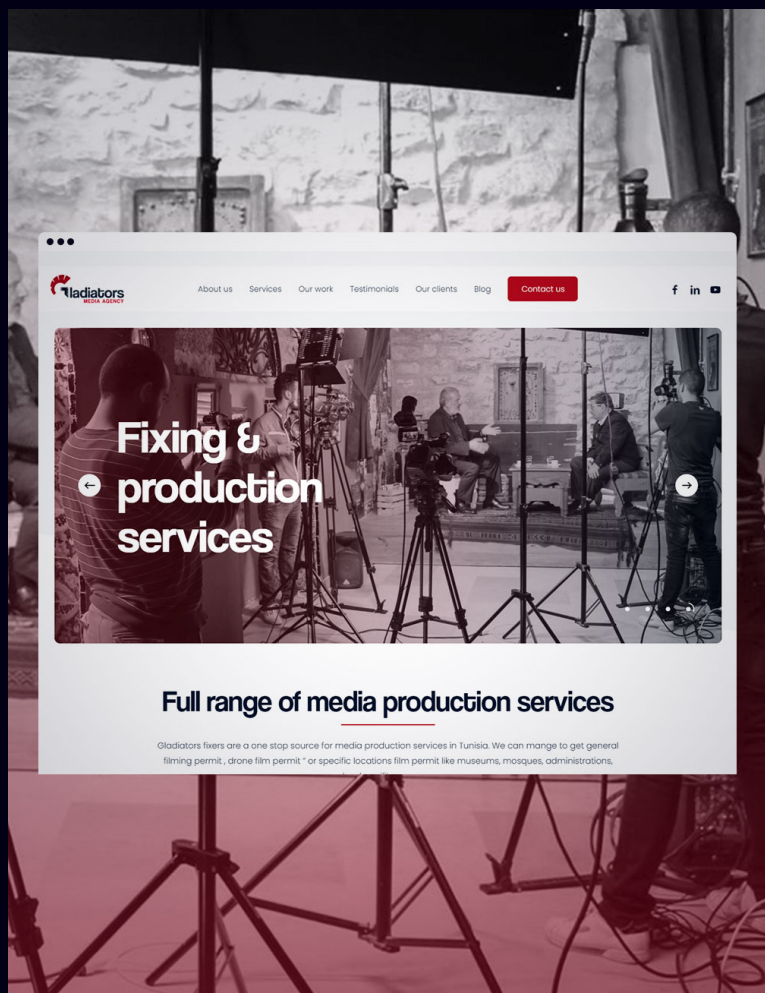 Gladiators
MEDIA AGENCY
About us Services Our work Testimonials Our clients Blog Contact us
Fixing &
production
services
Full range of media production services
Gladiators fixers are a one stop source for media production services in Tunisia. We can mange to get general
filming permit , drone film permit " or specific locations film permit like museums, mosques, administrations,